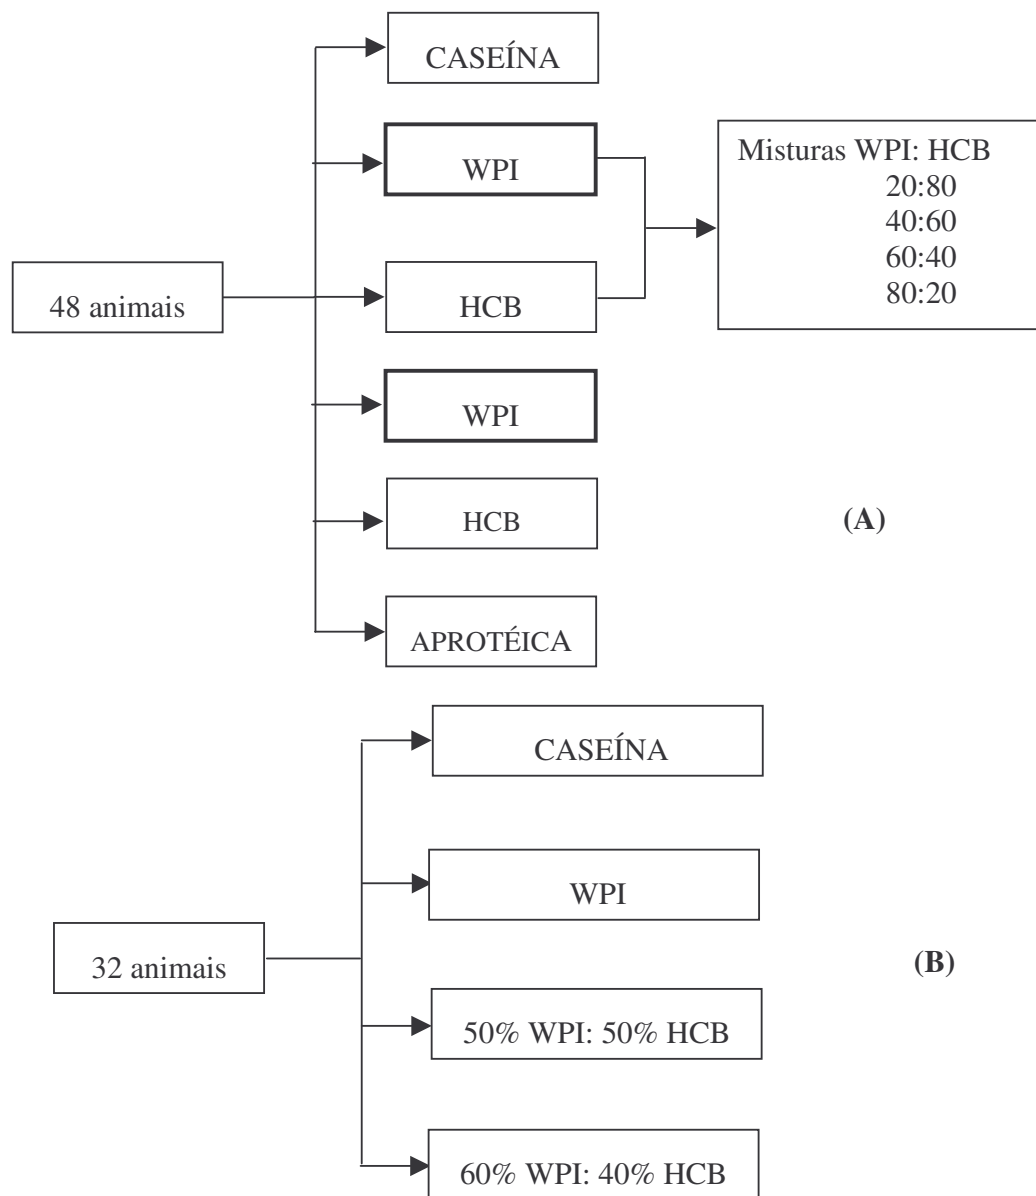 CASEÍNA
WPI
HCB
WPI
HCB
APROTÉICA
48 animais
Misturas WPI: HCB
20:80
40:60
60:40
80:20
(A)
CASEÍNA
WPI
50% WPI: 50% HCB
60% WPI: 40% HCB
32 animais
(B)